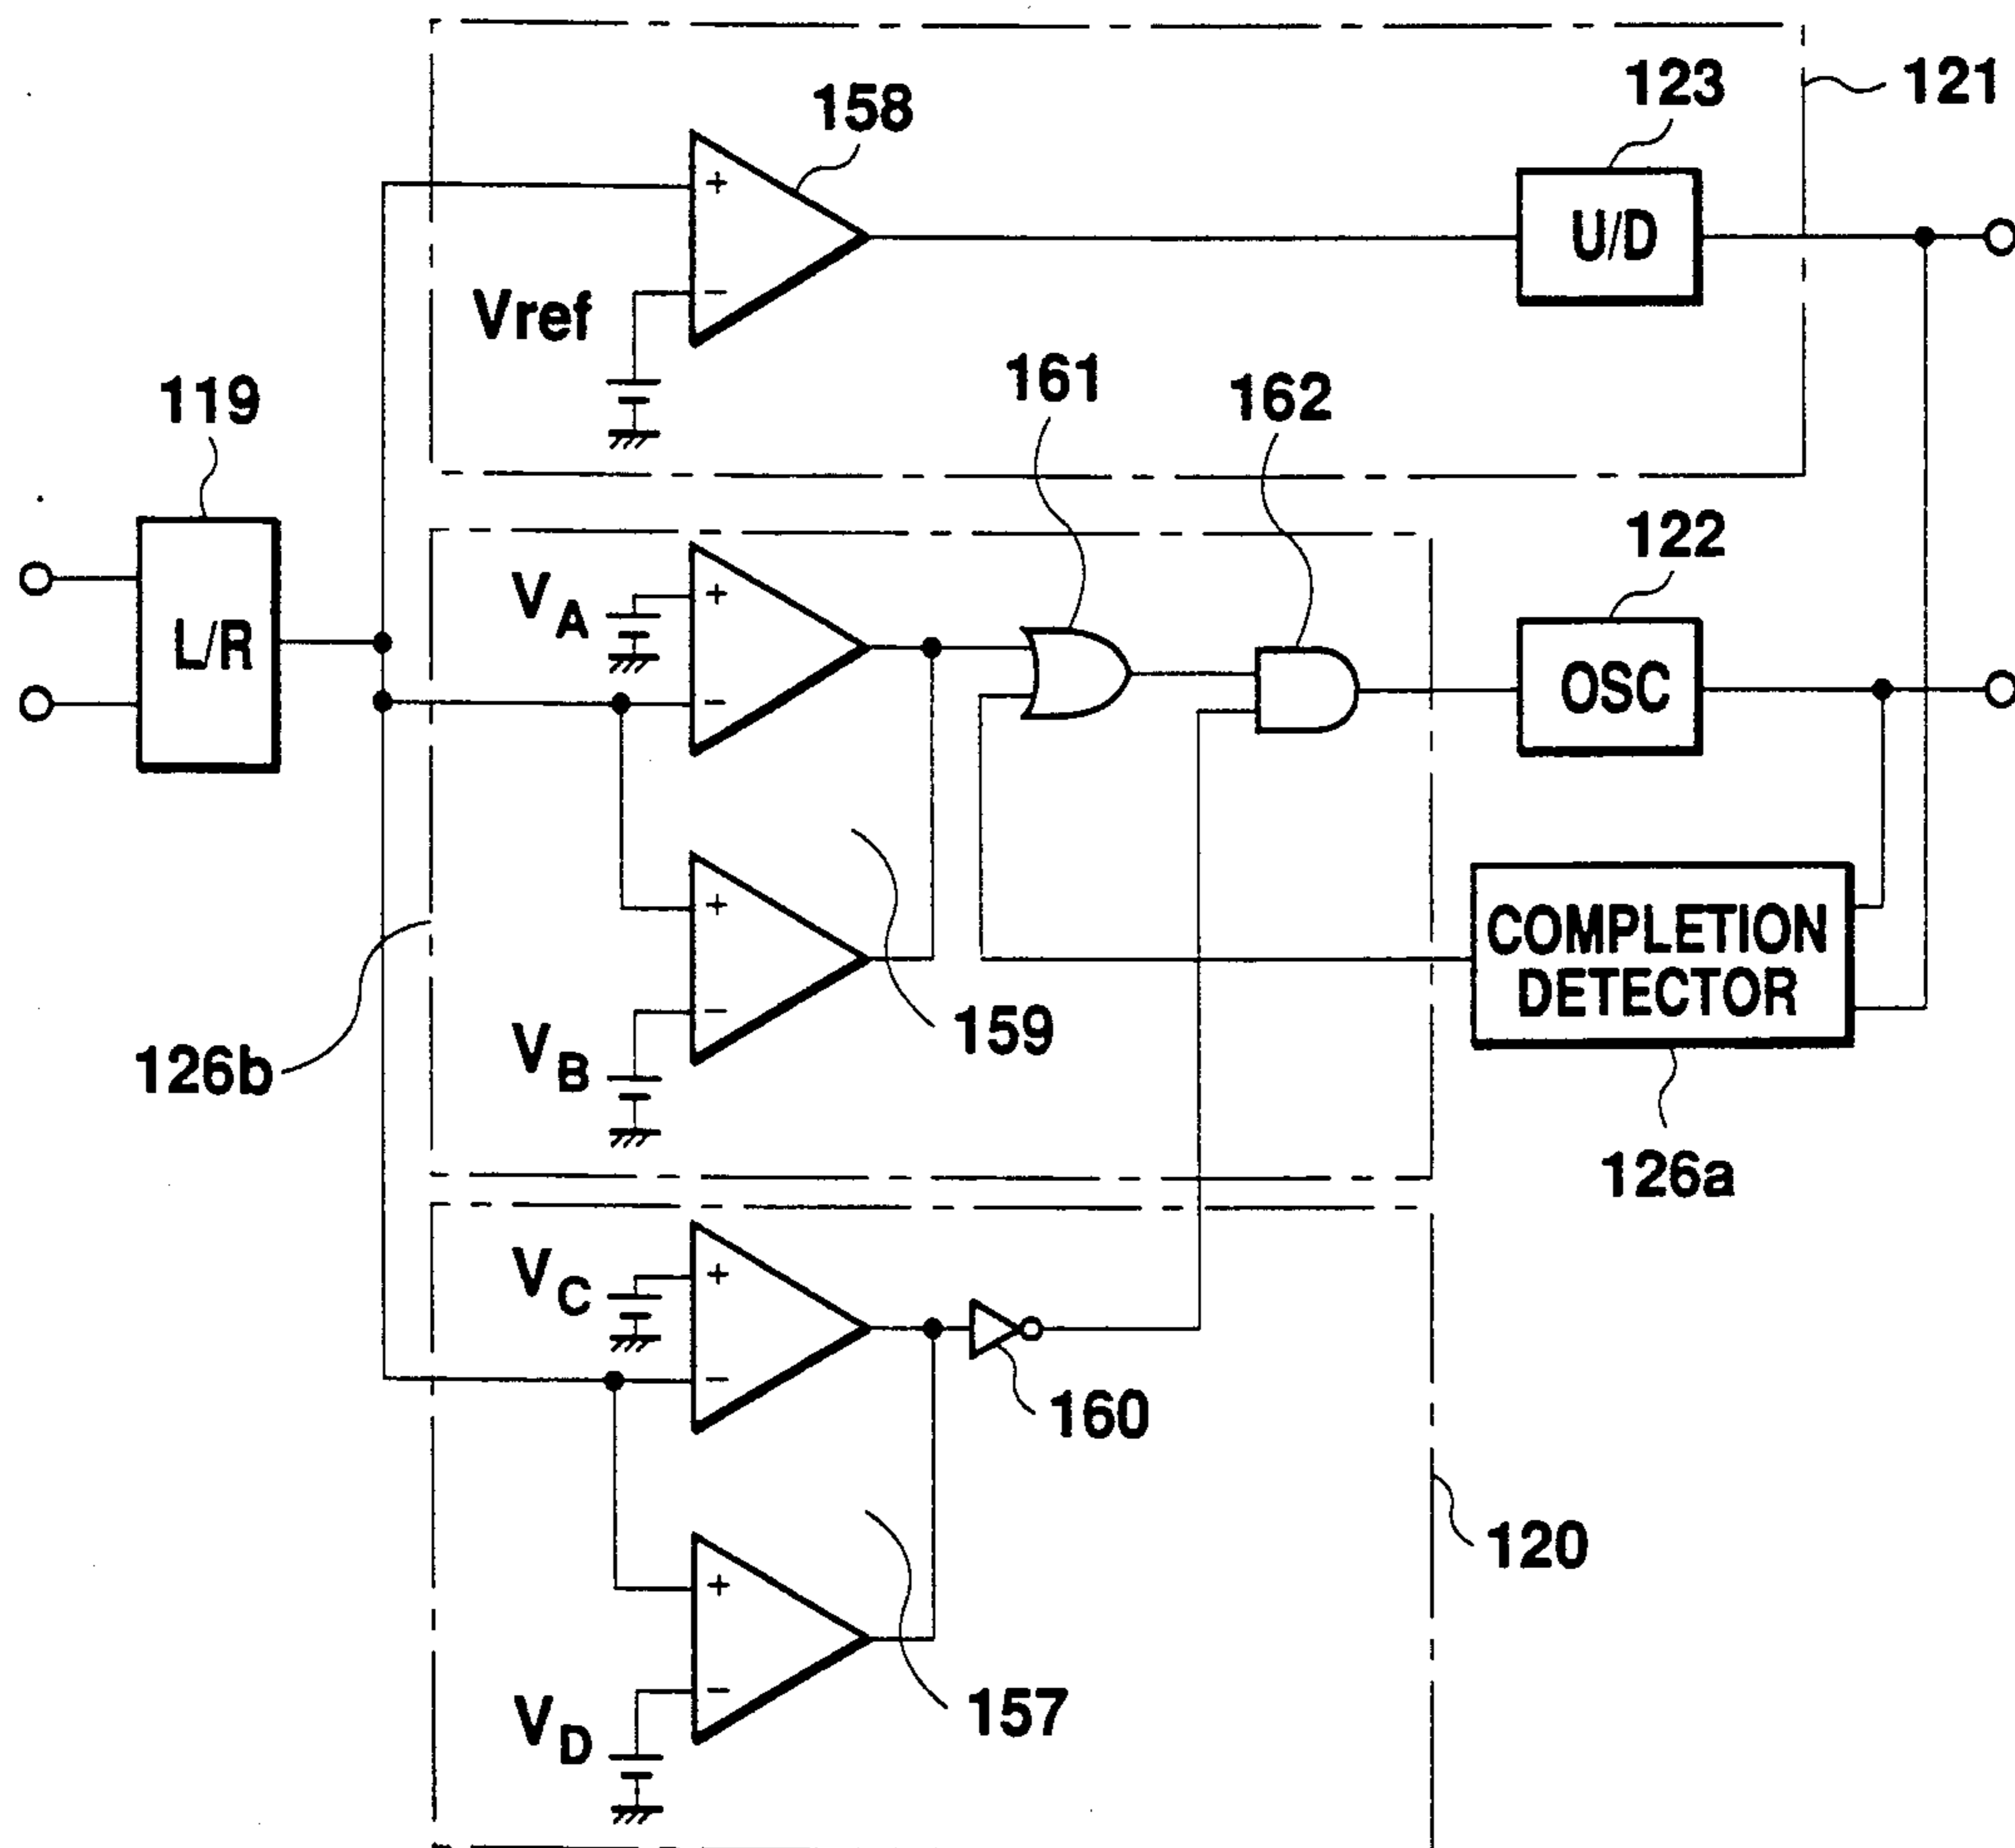 121
123
158
+
U/D
−
Vref
161
162
119
122
VA
+
L/R
OSC
−
+
COMPLETION
DETECTOR
−
159
VB
126b
126a
VC
+
−
160
120
+
−
157
VD